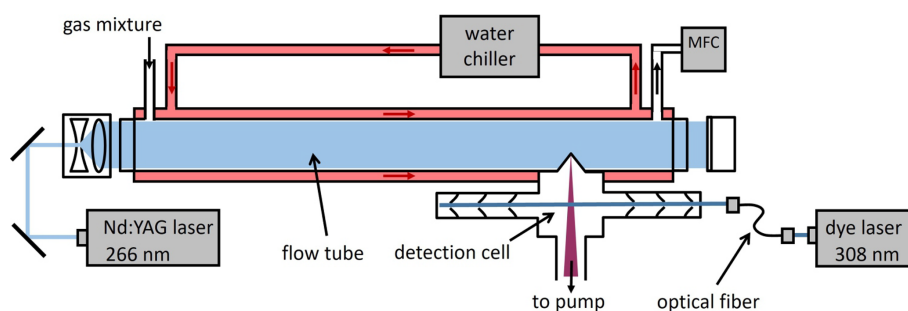 gas mixture
water
chiller
MFC
Nd:YAG laser
266 nm
flow tube
detection cell
to pump
optical fiber
dye laser
308 nm